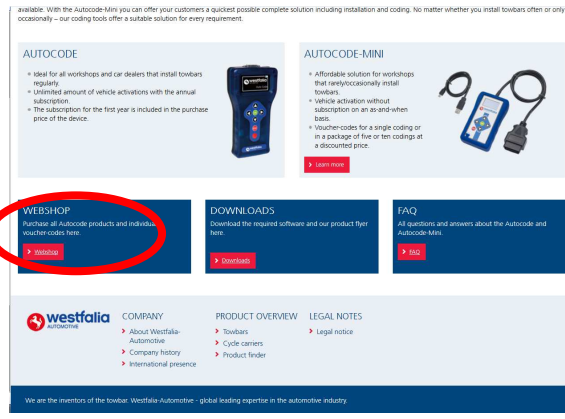 available. With the Autocode-Mini you can offer your customers a quickest possible complete solution including installation and coding. No matter whether you install towbars often or only
occasionally – our coding tools offer a suitable solution for every requirement.
AUTOCODE
Ideal for all workshops and car dealers that install towbars
regularly.
Unlimited amount of vehicle activations with the annual
subscription.
The subscription for the first year is included in the purchase
price of the device.
westfalia
AUTOCODE-MINI
Affordable solution for workshops
that rarely/occasionally install
towbars.
Vehicle activation without
subscription on an as-and-when
basis.
Voucher-codes for a single coding or
in a package of five or ten codings at
a discounted price.
Learn more
WEBSHOP
Purchase all Autocode products and individual
voucher-codes here.
Webshop
DOWNLOADS
Download the required software and our product flyer
here.
Downloads
FAQ
All questions and answers about the Autocode and
Autocode-Mini.
FAQ
westfalia
AUTOMOTIVE
COMPANY
About Westfalia-
Automotive
Company history
International presence
PRODUCT OVERVIEW
Towbars
Cycle carriers
Product finder
LEGAL NOTES
Legal notice
We are the inventors of the towbar. Westfalia-Automotive - global leading expertise in the automotive industry.